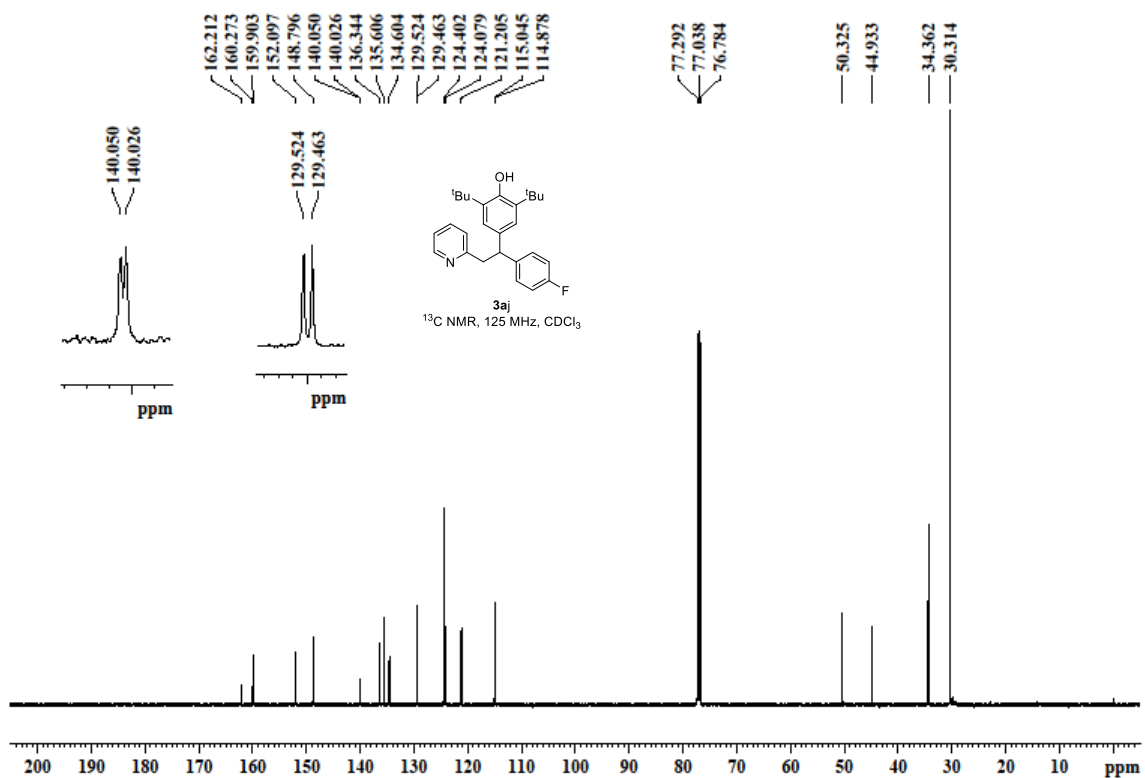 162.212
160.273
159.903
152.097
148.796
140.050
140.026
136.344
135.606
134.604
129.524
129.463
124.402
124.079
121.205
115.045
114.878
77.292
77.038
76.784
50.325
44.933
34.362
30.314
140.050
140.026
129.524
129.463
OH
tBu
tBu
N
F
3aj
13C NMR, 125 MHz, CDCl3
ppm
ppm
200 190 180 170 160 150 140 130 120 110 100 90 80 70 60 50 40 30 20 10 ppm